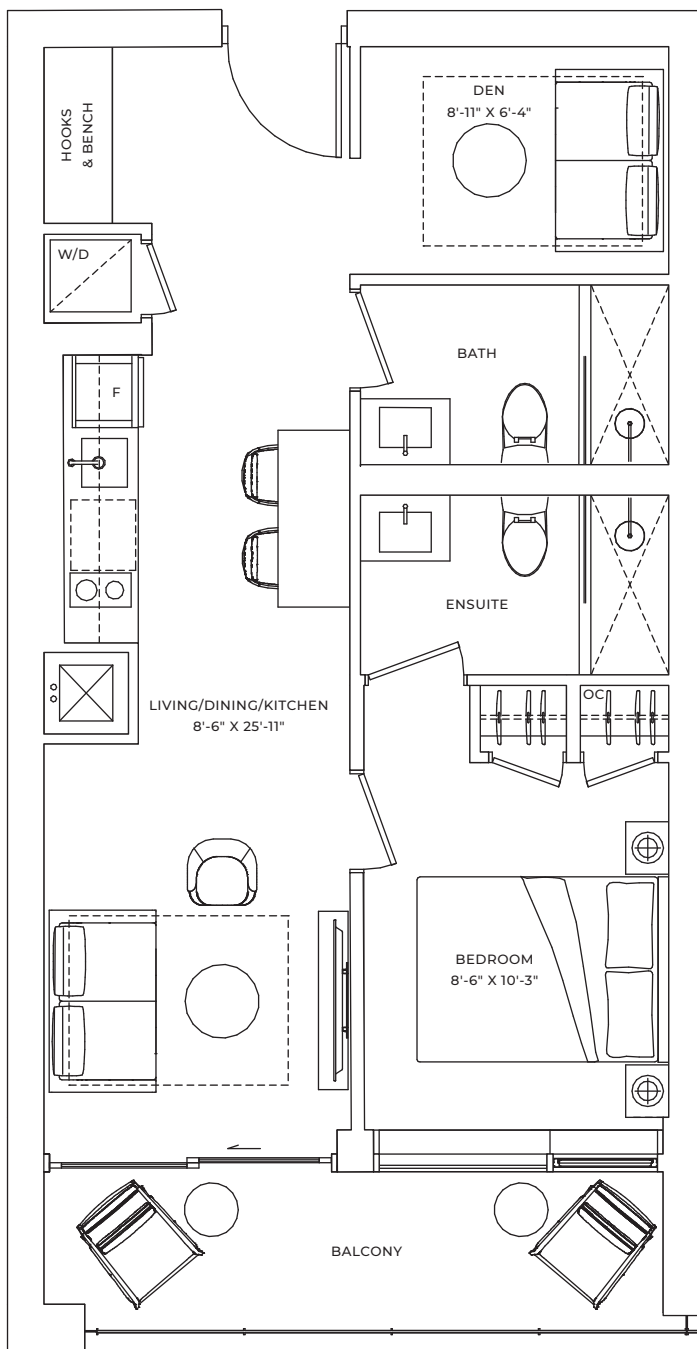 HOOKS
& BENCH
DEN
8'-11" X 6'-4"
W/D
BATH
F
ENSUITE
OC
LIVING/DINING/KITCHEN
8'-6" X 25'-11"
BEDROOM
8'-6" X 10'-3"
BALCONY